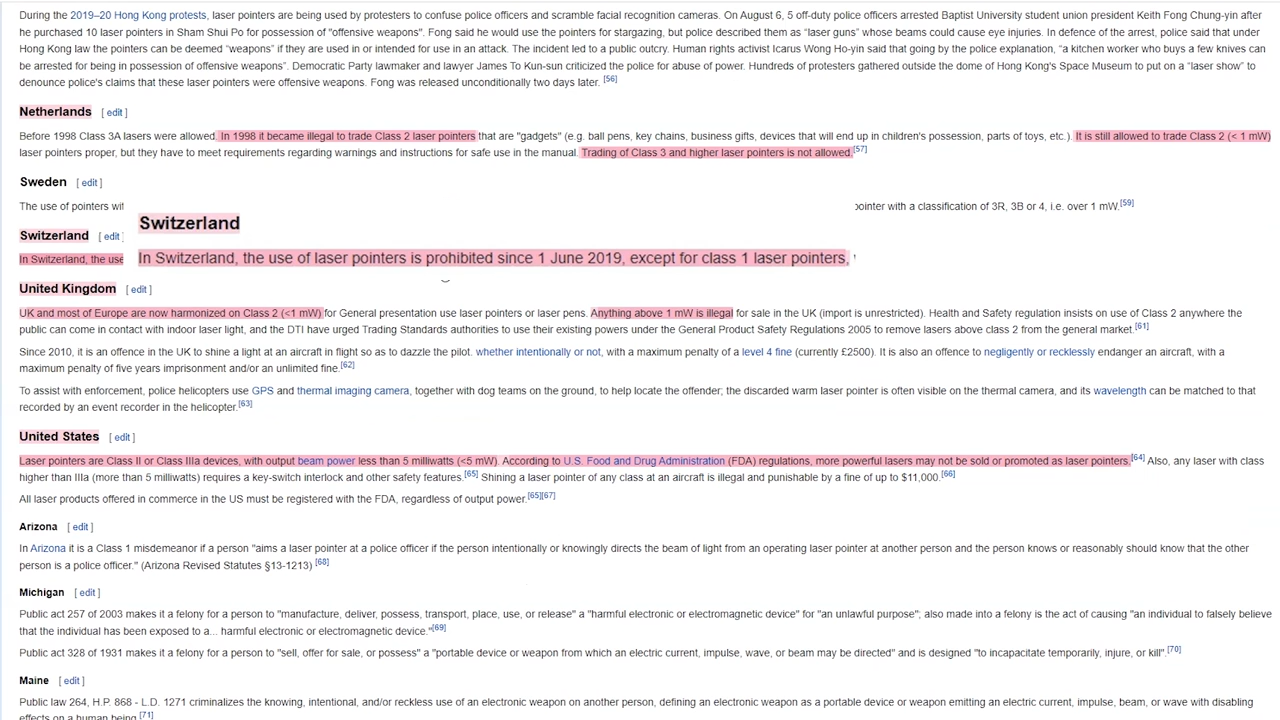 During the 2019–20 Hong Kong protests, laser pointers are being used by protesters to confuse police officers and scramble facial recognition cameras. On August 6, 5 off-duty police officers arrested Baptist University student union president Keith Fong Chung-yin after
he purchased 10 laser pointers in Sham Shui Po for possession of "offensive weapons". Fong said he would use the pointers for stargazing, but police described them as “laser guns” whose beams could cause eye injuries. In defence of the arrest, police said that under
Hong Kong law the pointers can be deemed “weapons” if they are used in or intended for use in an attack. The incident led to a public outcry. Human rights activist Icarus Wong Ho-yin said that going by the police explanation, “a kitchen worker who buys a few knives can
be arrested for being in possession of offensive weapons”. Democratic Party lawmaker and lawyer James To Kun-sun criticized the police for abuse of power. Hundreds of protesters gathered outside the dome of Hong Kong's Space Museum to put on a “laser show” to
denounce police's claims that these laser pointers were offensive weapons. Fong was released unconditionally two days later. [56]
Netherlands [ edit ]
Before 1998 Class 3A lasers were allowed. In 1998 it became illegal to trade Class 2 laser pointers that are "gadgets" (e.g. ball pens, key chains, business gifts, devices that will end up in children's possession, parts of toys, etc.). It is still allowed to trade Class 2 (< 1 mW)
laser pointers proper, but they have to meet requirements regarding warnings and instructions for safe use in the manual. Trading of Class 3 and higher laser pointers is not allowed.[57]
Sweden [ edit ]
The use of pointers wit pointer with a classification of 3R, 3B or 4, i.e. over 1 mW.[59]
Switzerland
Switzerland [ edit
In Switzerland, the use of laser pointers is prohibited since 1 June 2019, except for class 1 laser pointers,
In Switzerland, the use
United Kingdom [ edit ]
UK and most of Europe are now harmonized on Class 2 (<1 mW) for General presentation use laser pointers or laser pens. Anything above 1 mW is illegal for sale in the UK (import is unrestricted). Health and Safety regulation insists on use of Class 2 anywhere the
public can come in contact with indoor laser light, and the DTI have urged Trading Standards authorities to use their existing powers under the General Product Safety Regulations 2005 to remove lasers above class 2 from the general market.[61]
Since 2010, it is an offence in the UK to shine a light at an aircraft in flight so as to dazzle the pilot. whether intentionally or not, with a maximum penalty of a level 4 fine (currently £2500). It is also an offence to negligently or recklessly endanger an aircraft, with a
maximum penalty of five years imprisonment and/or an unlimited fine.[62]
To assist with enforcement, police helicopters use GPS and thermal imaging camera, together with dog teams on the ground, to help locate the offender; the discarded warm laser pointer is often visible on the thermal camera, and its wavelength can be matched to that
recorded by an event recorder in the helicopter.[63]
United States [ edit ]
Laser pointers are Class II or Class IIIa devices, with output beam power less than 5 milliwatts (<5 mW). According to U.S. Food and Drug Administration (FDA) regulations, more powerful lasers may not be sold or promoted as laser pointers.[64] Also, any laser with class
higher than IIIa (more than 5 milliwatts) requires a key-switch interlock and other safety features.[65] Shining a laser pointer of any class at an aircraft is illegal and punishable by a fine of up to $11,000.[66]
All laser products offered in commerce in the US must be registered with the FDA, regardless of output power.[65][67]
Arizona [ edit ]
In Arizona it is a Class 1 misdemeanor if a person "aims a laser pointer at a police officer if the person intentionally or knowingly directs the beam of light from an operating laser pointer at another person and the person knows or reasonably should know that the other
person is a police officer." (Arizona Revised Statutes §13-1213) [68]
Michigan [ edit ]
Public act 257 of 2003 makes it a felony for a person to "manufacture, deliver, possess, transport, place, use, or release" a "harmful electronic or electromagnetic device" for "an unlawful purpose"; also made into a felony is the act of causing "an individual to falsely believe
that the individual has been exposed to a... harmful electronic or electromagnetic device."[69]
Public act 328 of 1931 makes it a felony for a person to "sell, offer for sale, or possess" a "portable device or weapon from which an electric current, impulse, wave, or beam may be directed" and is designed "to incapacitate temporarily, injure, or kill".[70]
Maine [ edit ]
Public law 264, H.P. 868 - L.D. 1271 criminalizes the knowing, intentional, and/or reckless use of an electronic weapon on another person, defining an electronic weapon as a portable device or weapon emitting an electric current, impulse, beam, or wave with disabling
effects on a human being.[71]